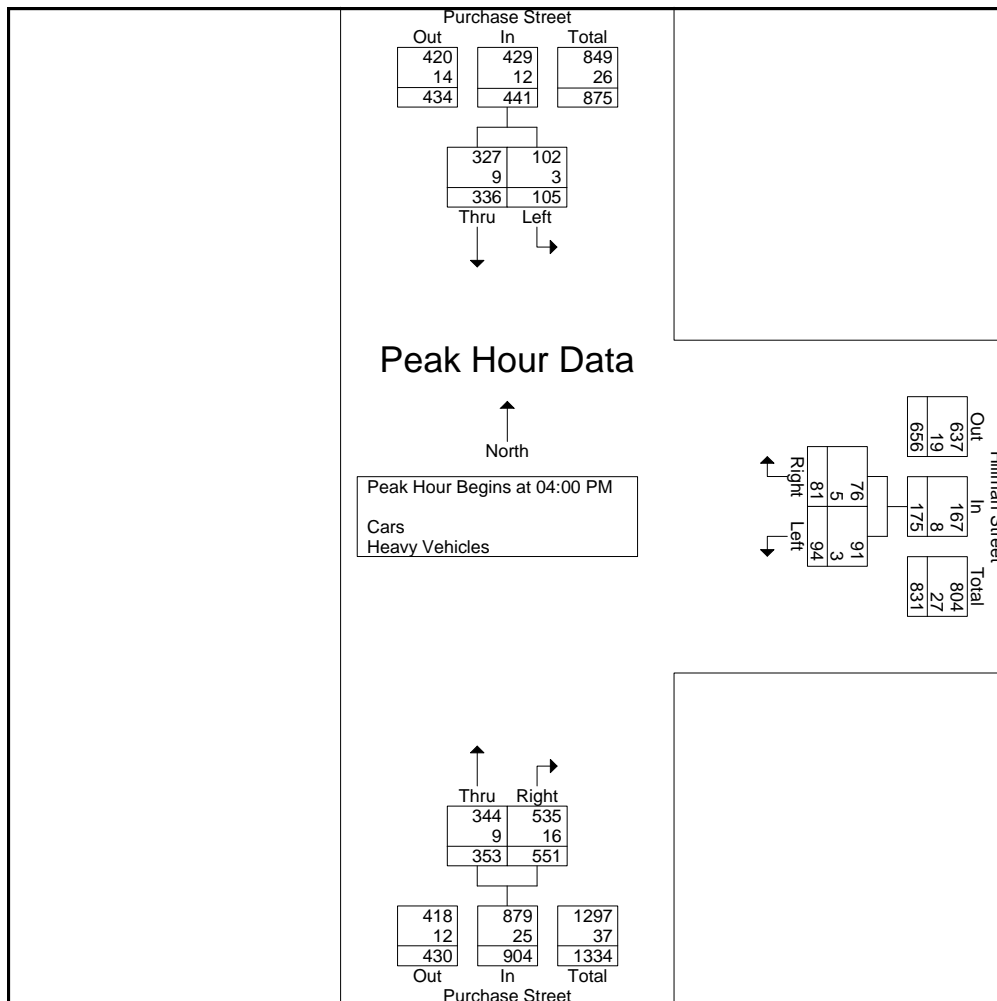 Purchase Street
Out In Total
420 429 849
14 12 26
434 441 875
327 102
9 3
336 105
Thru Left
Peak Hour Data
North
Peak Hour Begins at 04:00 PM
Cars
Heavy Vehicles
Street
Out In Total
637 167 804
19 8 27
656 175 831
76 91
5 3
81 94
Right Left
Thru Right
344 535
9 16
353 551
418 879 1297
12 25 37
430 904 1334
Out In Total
Purchase Street